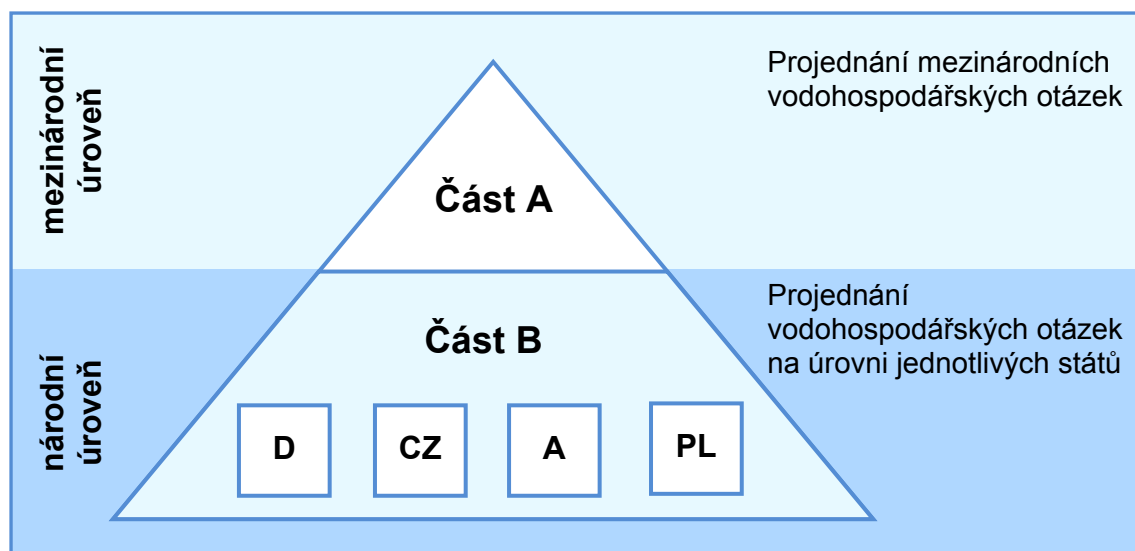 mezinárodní
úroveň
Projednání mezinárodních
vodohospodářských otázek
Část A
národní
úroveň
Projednání
vodohospodářských otázek
na úrovni jednotlivých států
Část B
D
CZ
A
PL